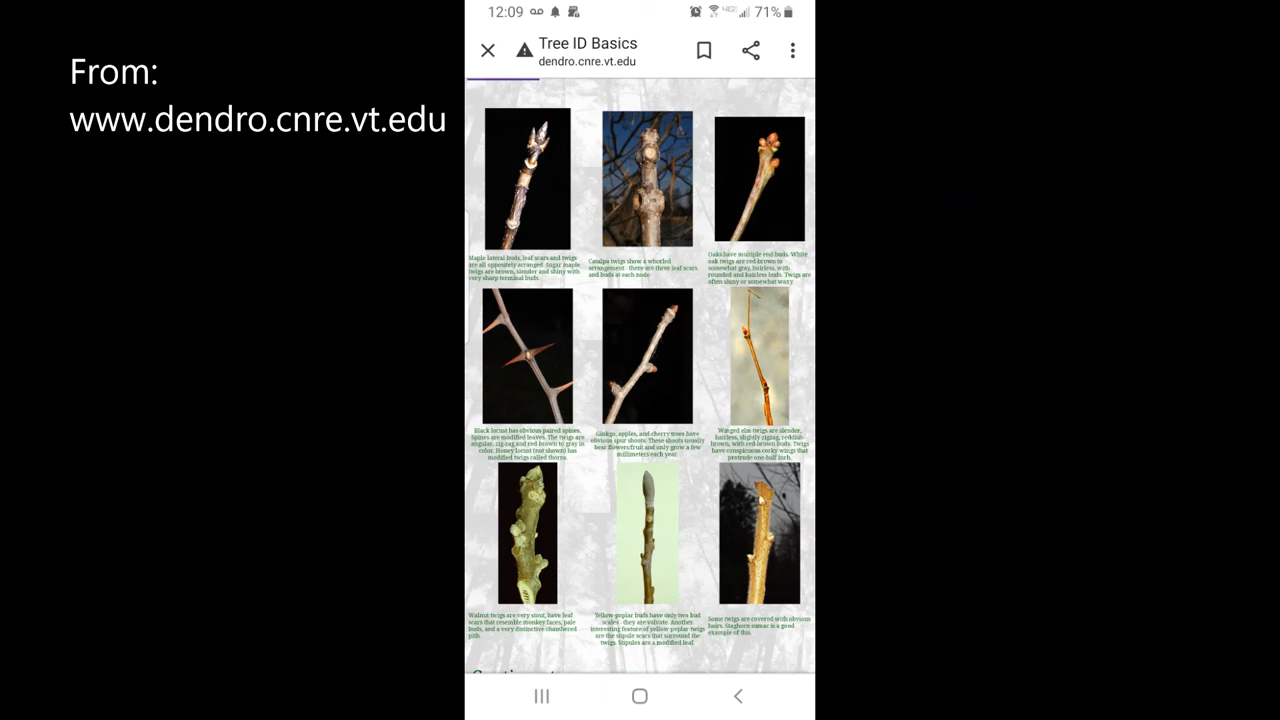 From:
www.dendro.cnre.vt.edu
12:09
71%
Tree ID Basics
dendro.cnre.vt.edu
Maple lateral buds, leaf scars and twigs
are all oppositely arranged. Sugar maple
twigs are brown, slender and shiny with
very sharp terminal buds.
Catalpa twigs show a whorled
arrangement - there are three leaf scars
and buds at each node.
Oaks have multiple end buds. White
oak twigs are red-brown to
somewhat gray, hairless, with
rounded and hairless buds. Twigs are
often shiny or somewhat waxy.
Black locust has obvious paired spines.
Spines are modified leaves. The twigs are
angular, zig-zag and red-brown to gray in
color. Honey locust (not shown) has
modified twigs called thorns.
Ginkgo, apples, and cherry trees have
obvious spur shoots. These shoots usually
bear flowers/fruit and only grow a few
millimeters each year.
Winged elm twigs are slender,
hairless, slightly zigzag, reddish-
brown, with red-brown buds. Twigs
have conspicuous corky wings that
protrude one-half inch.
Walnut twigs are very stout, have leaf
scars that resemble monkey faces, pale
buds, and a very distinctive chambered
pith.
Yellow-poplar buds have only two bud
scales - they are valvate. Another
interesting feature of yellow-poplar twigs
are the stipule scars that surround the
twigs. Stipules are a modified leaf.
Some twigs are covered with obvious
hairs. Staghorn sumac is a good
example of this.